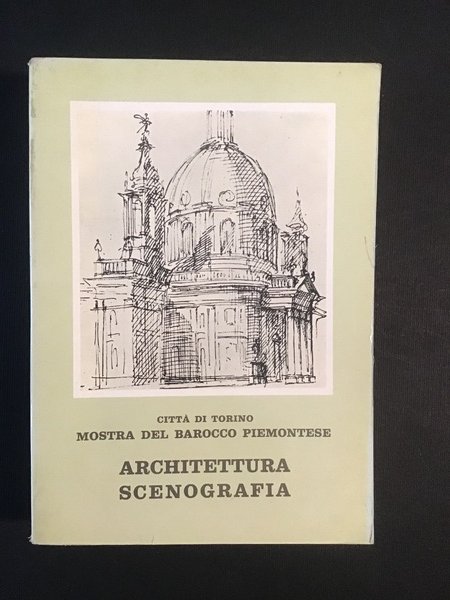 CITTÀ DI TORINO
MOSTRA DEL BAROCCO PIEMONTESE
ARCHITETTURA
SCENOGRAFIA